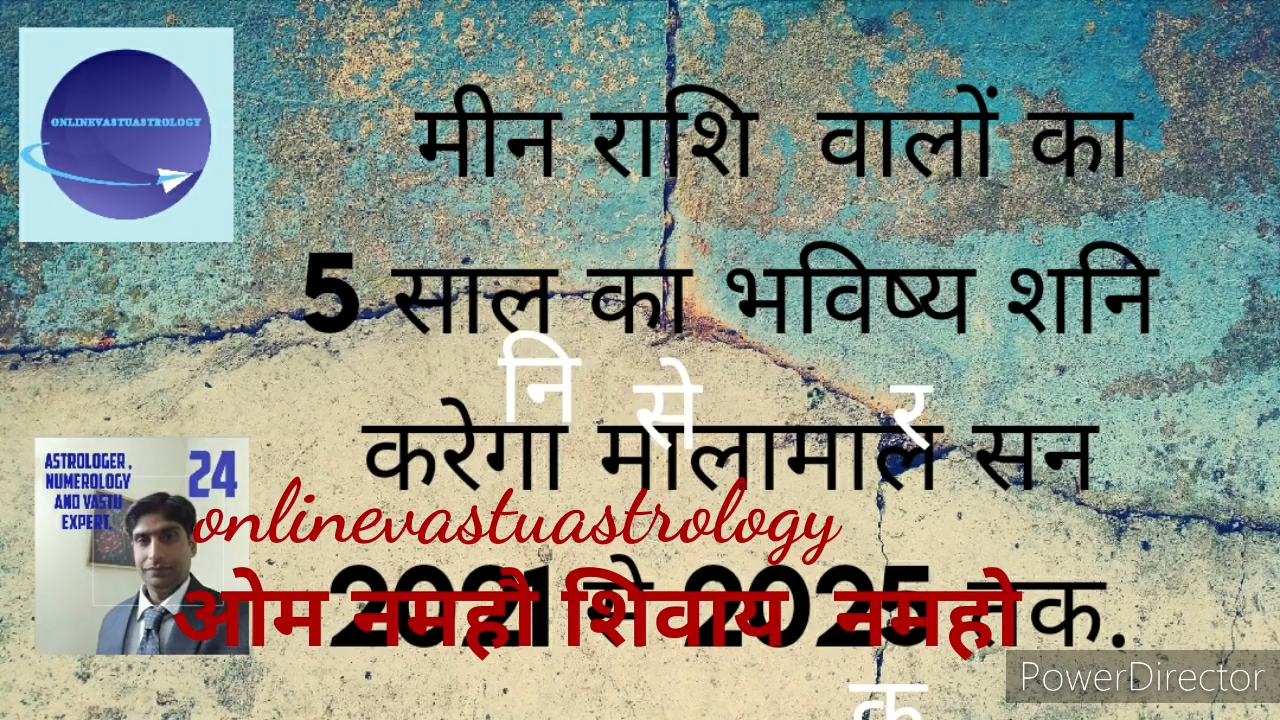 ONLINEVASTUASTROLOGY
मीन राशि वालों का
5 साल का भविष्य शनि
नि से र
करेगा मालामाल सन
ASTROLOGER,
NUMEROLOGY
AND VASTU
EXPERT,
24
onlinevastuastrology
2021 से 2025 तक.
ओम नमहौ शिवाय नमहो
PowerDirector
क